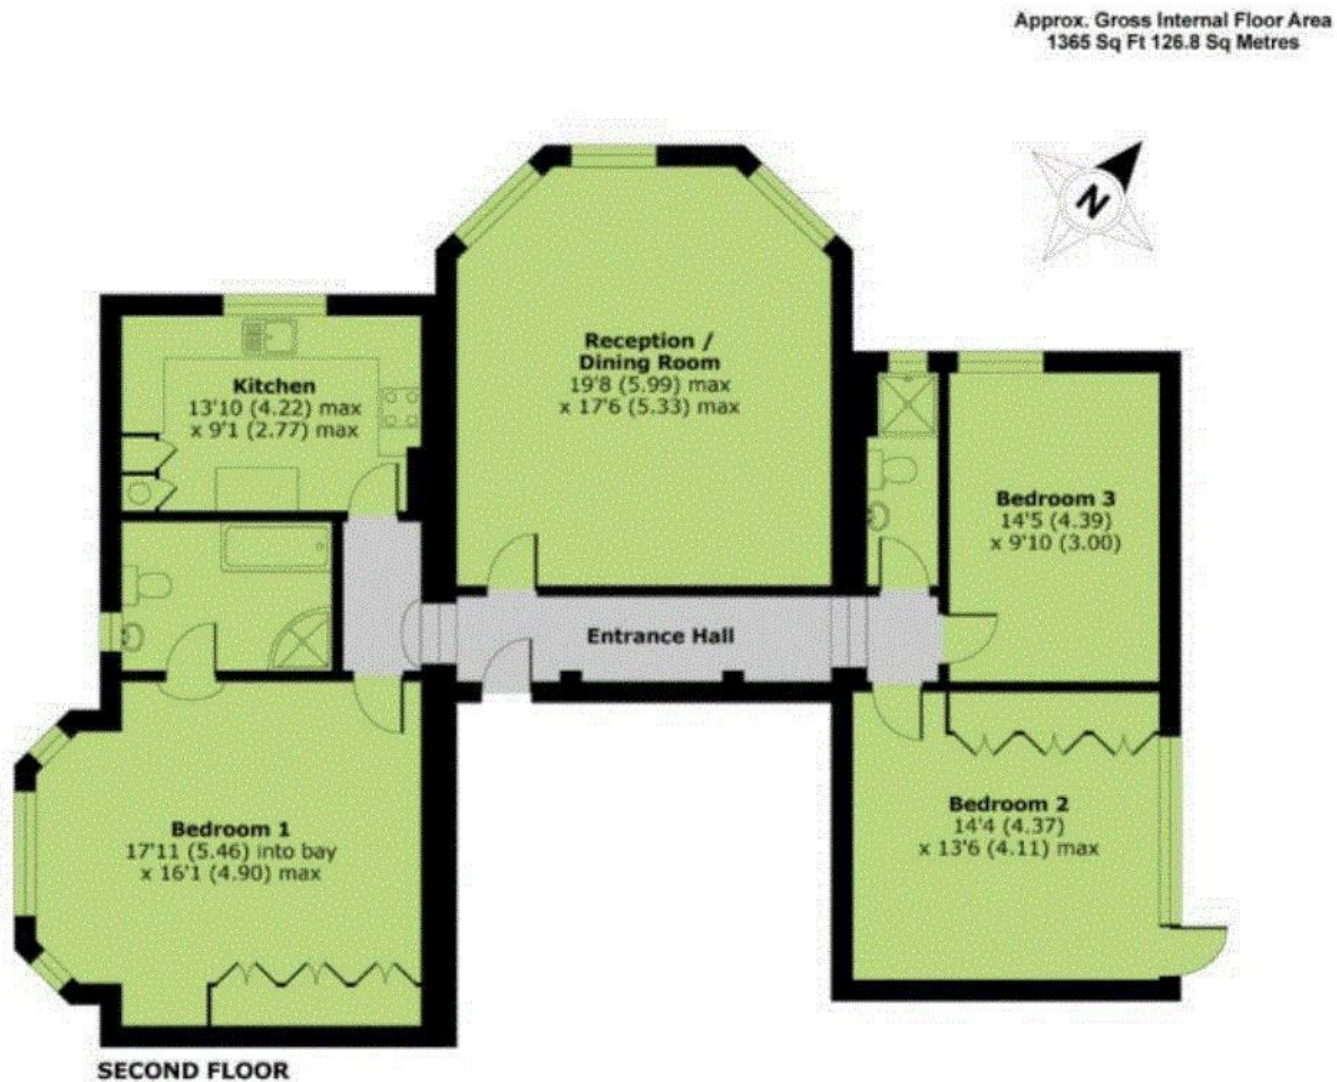 Approx. Gross Internal Floor Area
1365 Sq Ft 126.8 Sq Metres
N
Reception /
Dining Room
19'8 (5.99) max
x 17'6 (5.33) max
Kitchen
13'10 (4.22) max
x 9'1 (2.77) max
Bedroom 3
14'5 (4.39)
x 9'10 (3.00)
Entrance Hall
Bedroom 1
17'11 (5.46) into bay
x 16'1 (4.90) max
Bedroom 2
14'4 (4.37)
x 13'6 (4.11) max
SECOND FLOOR